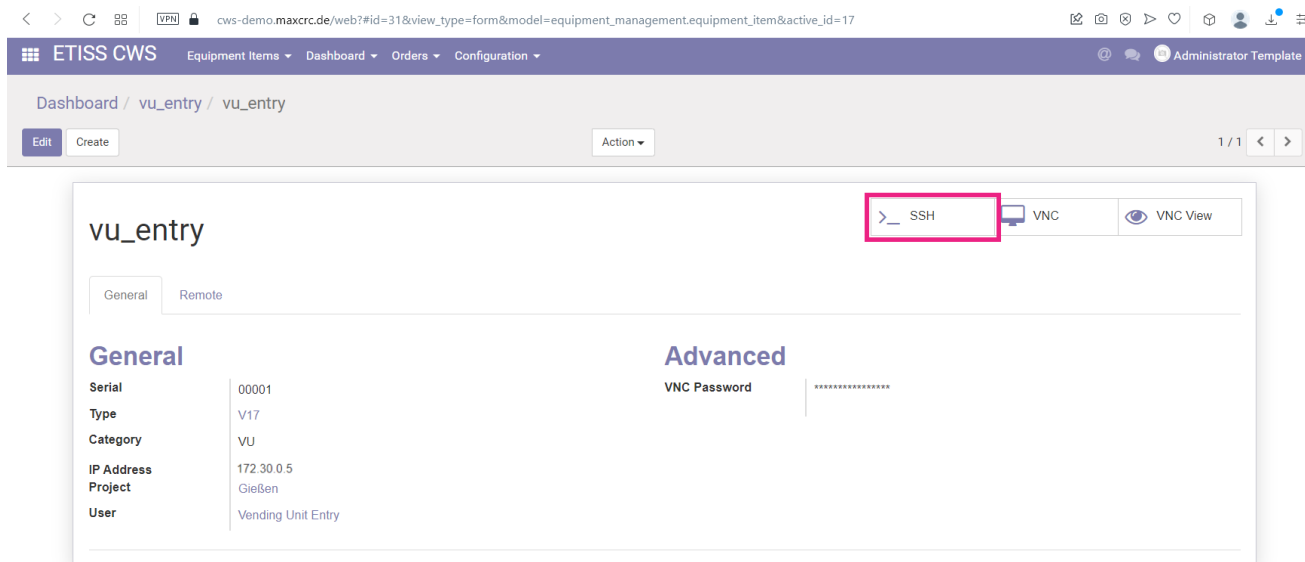 VPN cws-demo.maxcrc.de/web?#id=31&view_type=form&model=equipment_management.equipment_item&active_id=17
ETISS CWS Equipment Items Dashboard Orders Configuration @ Administrator Template
Dashboard / vu_entry / vu_entry
Edit Create Action 1 / 1
vu_entry
>_ SSH VNC VNC View
General Remote
General Advanced
Serial 00001 VNC Password ****************
Type V17
Category VU
IP Address 172.30.0.5
Project Gießen
User Vending Unit Entry